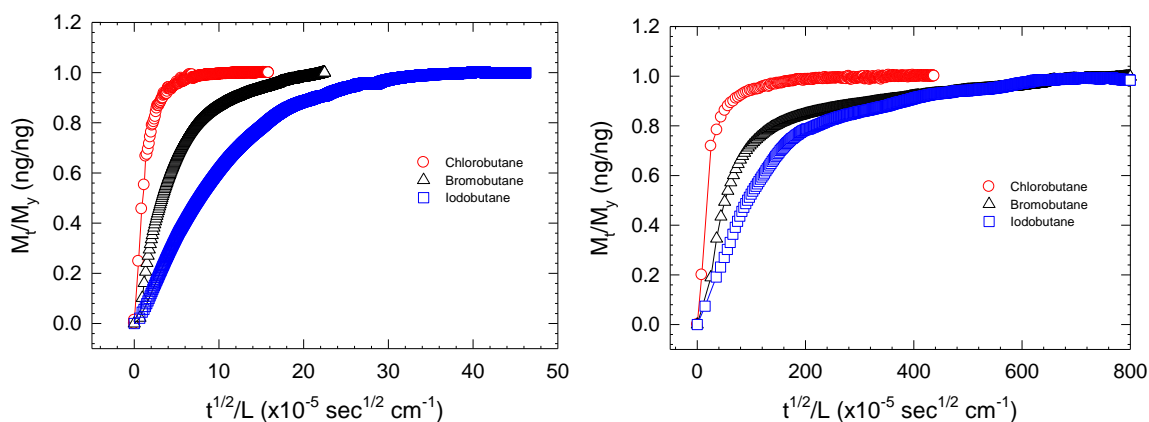 1.2
1.0
0.8
0.6
0.4
0.2
0.0
M_t/M_y (ng/ng)
Chlorobutane
Bromobutane
Iodobutane
0 10 20 30 40 50
t^1/2/L (x10^-5 sec^1/2 cm^-1)
1.2
1.0
0.8
0.6
0.4
0.2
0.0
M_t/M_y (ng/ng)
Chlorobutane
Bromobutane
Iodobutane
0 200 400 600 800
t^1/2/L (x10^-5 sec^1/2 cm^-1)